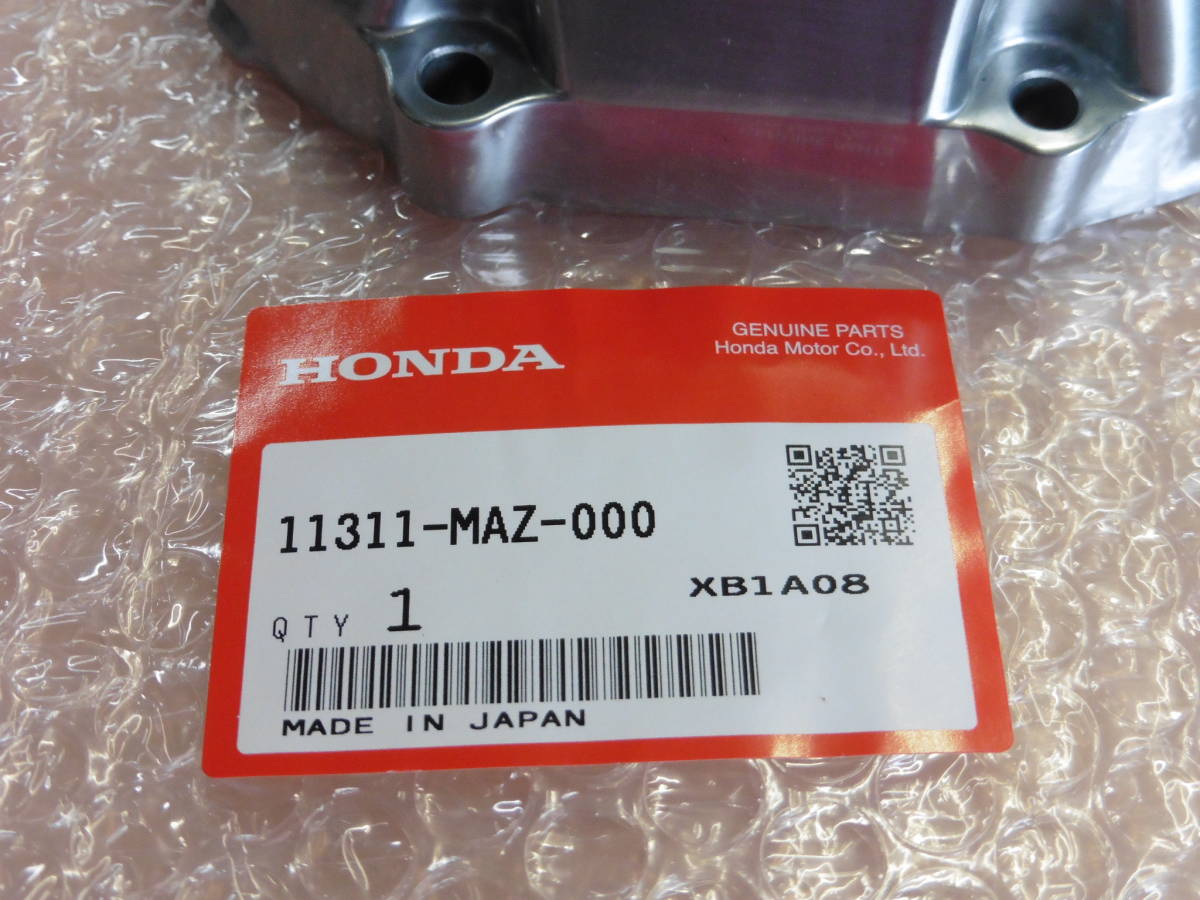 HONDA
GENUINE PARTS
Honda Motor Co., Ltd.
11311-MAZ-000
XB1A08
QTY 1
MADE IN JAPAN